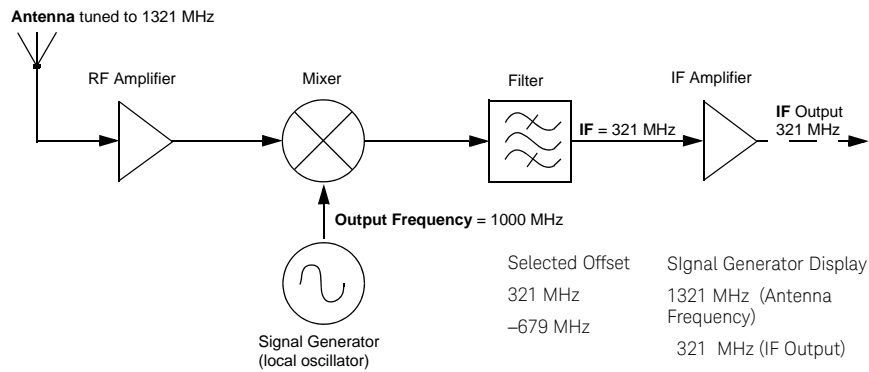 Antenna tuned to 1321 MHz
RF Amplifier
Mixer
Filter
IF Amplifier
IF = 321 MHz
IF Output
321 MHz
Output Frequency = 1000 MHz
Signal Generator
(local oscillator)
Selected Offset
321 MHz
–679 MHz
SIgnal Generator Display
1321 MHz (Antenna
Frequency)
321 MHz (IF Output)